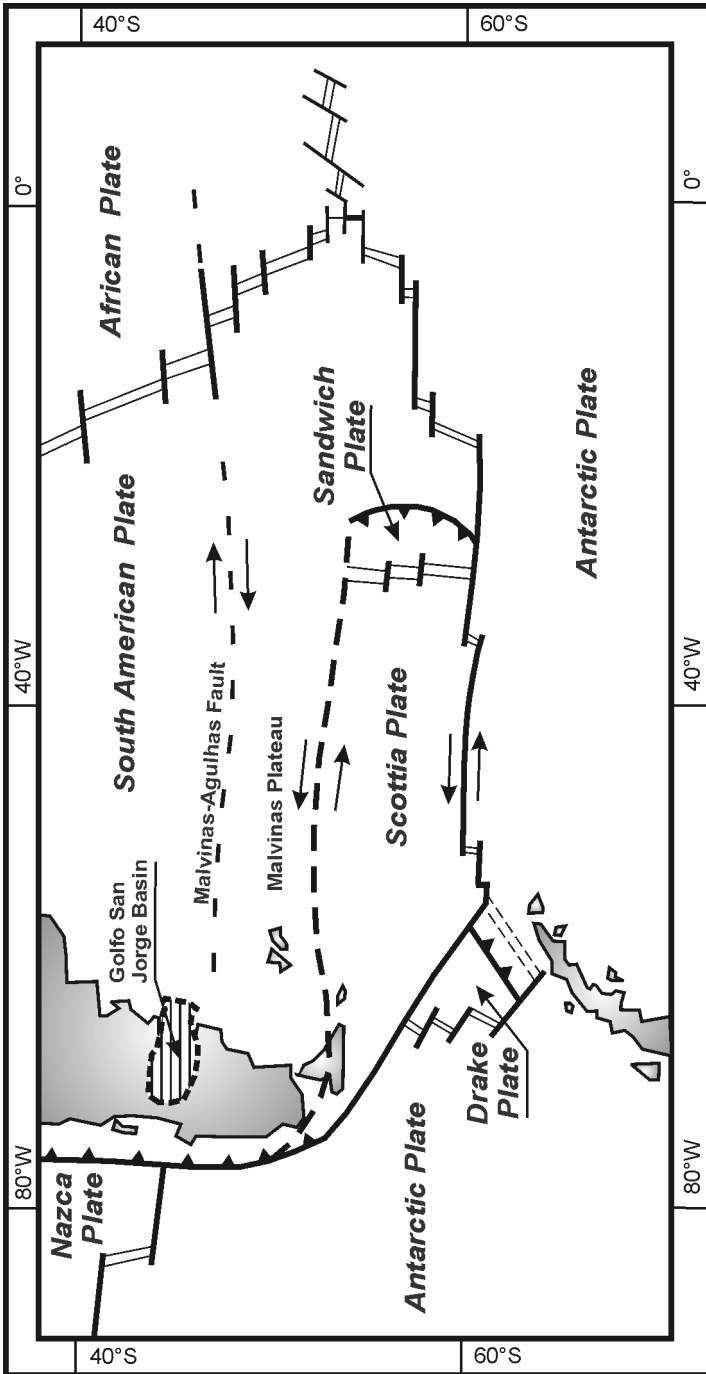 40°S
60°S
0°
0°
African Plate
South American Plate
Sandwich
Plate
Antarctic Plate
40°W
40°W
Malvinas-Agulhas Fault
Malvinas Plateau
Scottia Plate
Golfo San
Jorge Basin
Drake
Plate
Nazca
Plate
Antarctic Plate
80°W
80°W
40°S
60°S